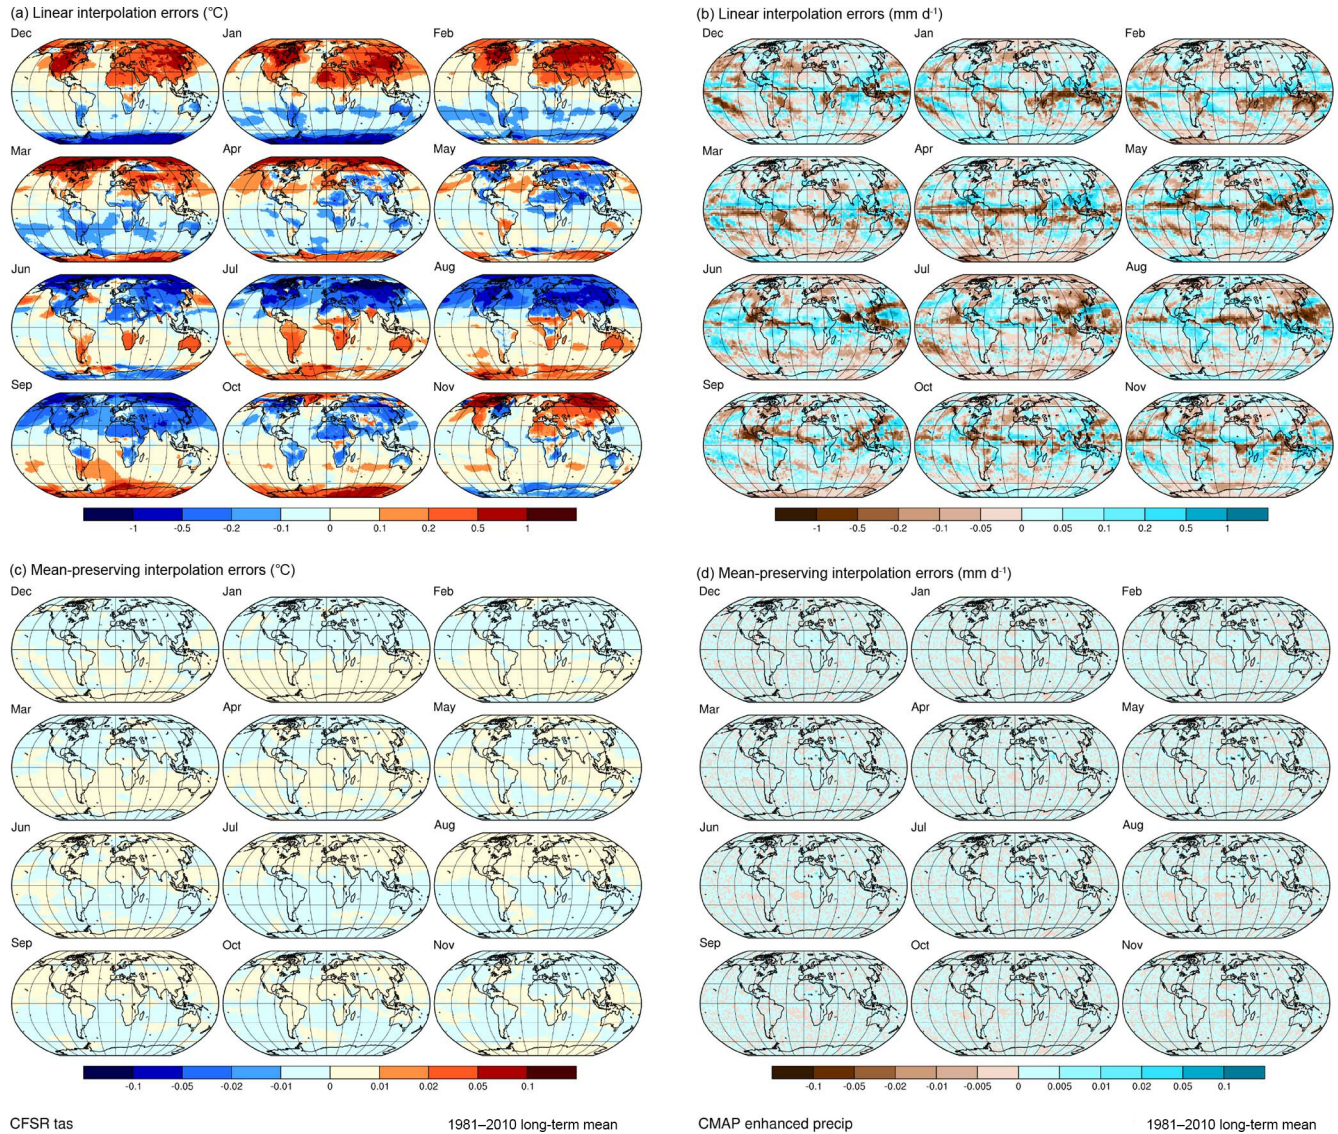 (a) Linear interpolation errors (°C)
Dec Jan Feb
Mar Apr May
Jun Jul Aug
Sep Oct Nov
-1 -0.5 -0.2 -0.1 0 0.1 0.2 0.5 1
(b) Linear interpolation errors (mm d-1)
Dec Jan Feb
Mar Apr May
Jun Jul Aug
Sep Oct Nov
-1 -0.5 -0.2 -0.1 -0.05 0 0.05 0.1 0.2 0.5 1
(c) Mean-preserving interpolation errors (°C)
Dec Jan Feb
Mar Apr May
Jun Jul Aug
Sep Oct Nov
-0.1 -0.05 -0.02 -0.01 0 0.01 0.02 0.05 0.1
CFSR tas 1981–2010 long-term mean
(d) Mean-preserving interpolation errors (mm d-1)
Dec Jan Feb
Mar Apr May
Jun Jul Aug
Sep Oct Nov
-0.1 -0.05 -0.02 -0.01 -0.005 0 0.005 0.01 0.02 0.05 0.1
CMAP enhanced precip 1981–2010 long-term mean